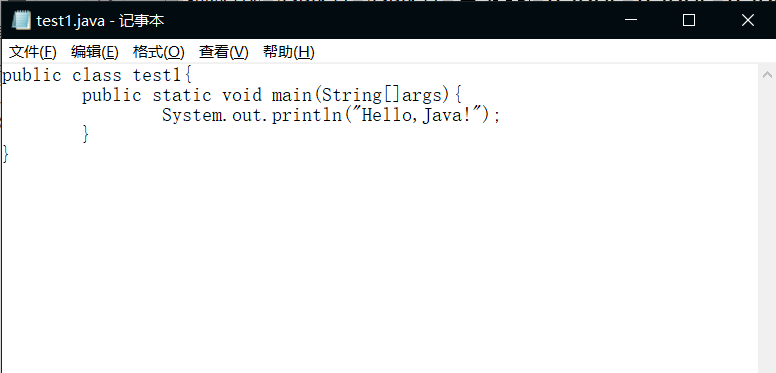 test1.java - 记事本
文件(F) 编辑(E) 格式(O) 查看(V) 帮助(H)
public class test1{
        public static void main(String[]args){
                System.out.println("Hello,Java!");
        }
}